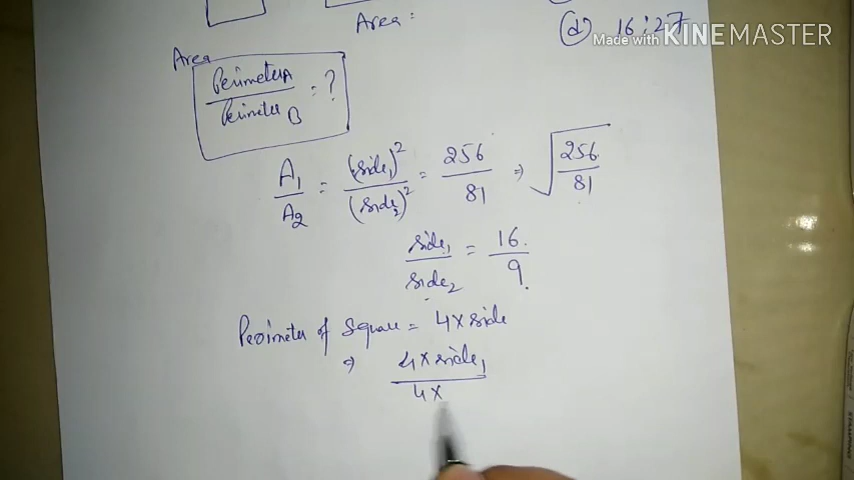 Area :
(d) 16 : 27
Made with KINEMASTER
Area
Perimeter A
Perimeter B
= ?
A1 / A2 = (side1)² / (side2)² = 256 / 81 ⇒ √256 / 81
side1 / side2 = 16 / 9
Perimeter of Square = 4 × side
⇒ 4 × side1
4 ×